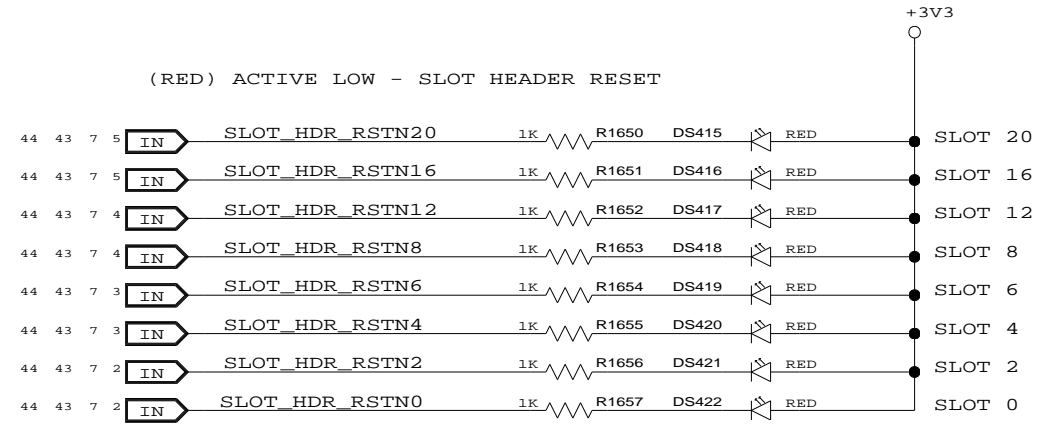 +3V3
(RED) ACTIVE LOW - SLOT HEADER RESET
44 43 7 5 IN SLOT_HDR_RSTN20 1K R1650 DS415 RED SLOT 20
44 43 7 5 IN SLOT_HDR_RSTN16 1K R1651 DS416 RED SLOT 16
44 43 7 4 IN SLOT_HDR_RSTN12 1K R1652 DS417 RED SLOT 12
44 43 7 4 IN SLOT_HDR_RSTN8 1K R1653 DS418 RED SLOT 8
44 43 7 3 IN SLOT_HDR_RSTN6 1K R1654 DS419 RED SLOT 6
44 43 7 3 IN SLOT_HDR_RSTN4 1K R1655 DS420 RED SLOT 4
44 43 7 2 IN SLOT_HDR_RSTN2 1K R1656 DS421 RED SLOT 2
44 43 7 2 IN SLOT_HDR_RSTN0 1K R1657 DS422 RED SLOT 0